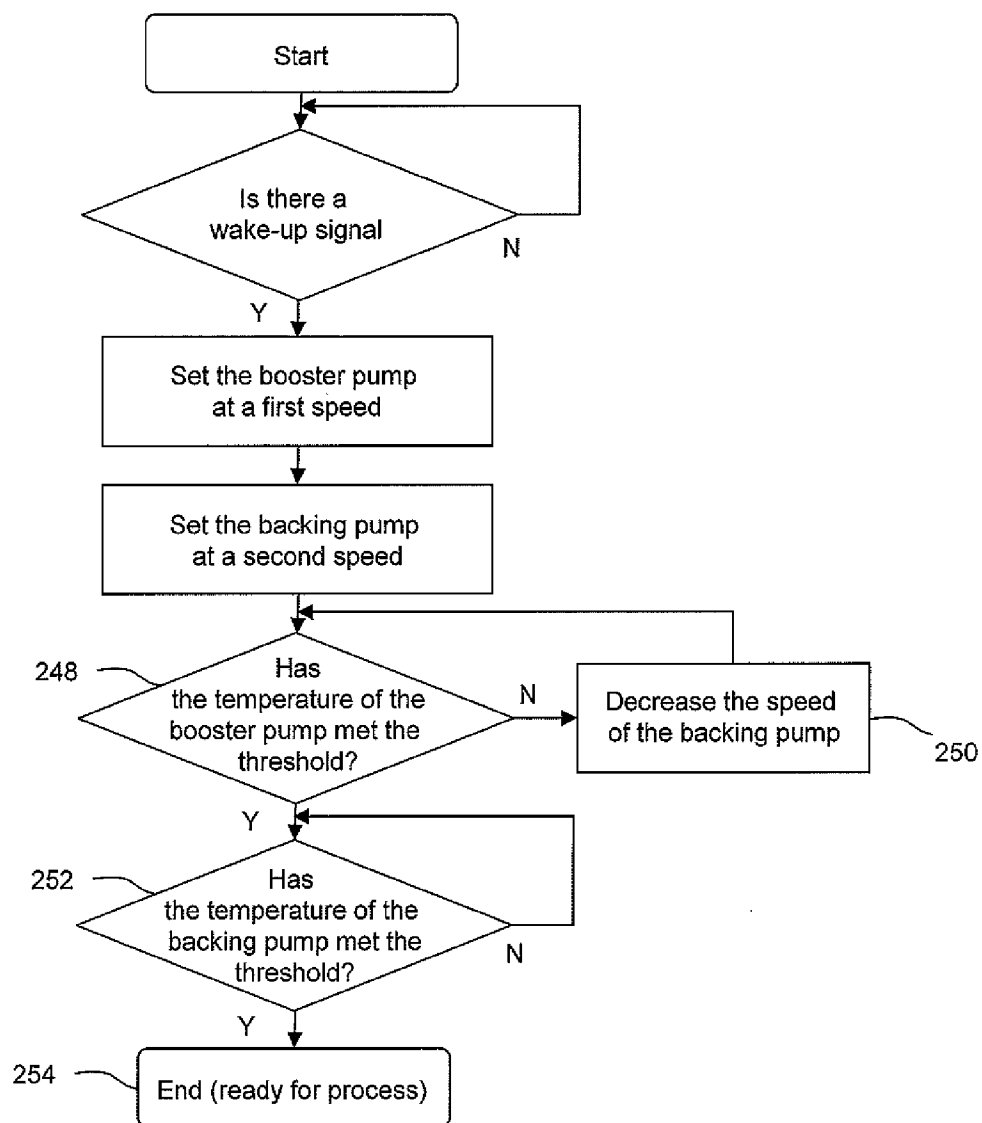 Start
Is there a
wake-up signal
N
Y
Set the booster pump
at a first speed
Set the backing pump
at a second speed
248
Has
the temperature of the
booster pump met the
threshold?
N
Decrease the speed
of the backing pump
250
Y
252
Has
the temperature of the
backing pump met the
threshold?
N
Y
254
End (ready for process)